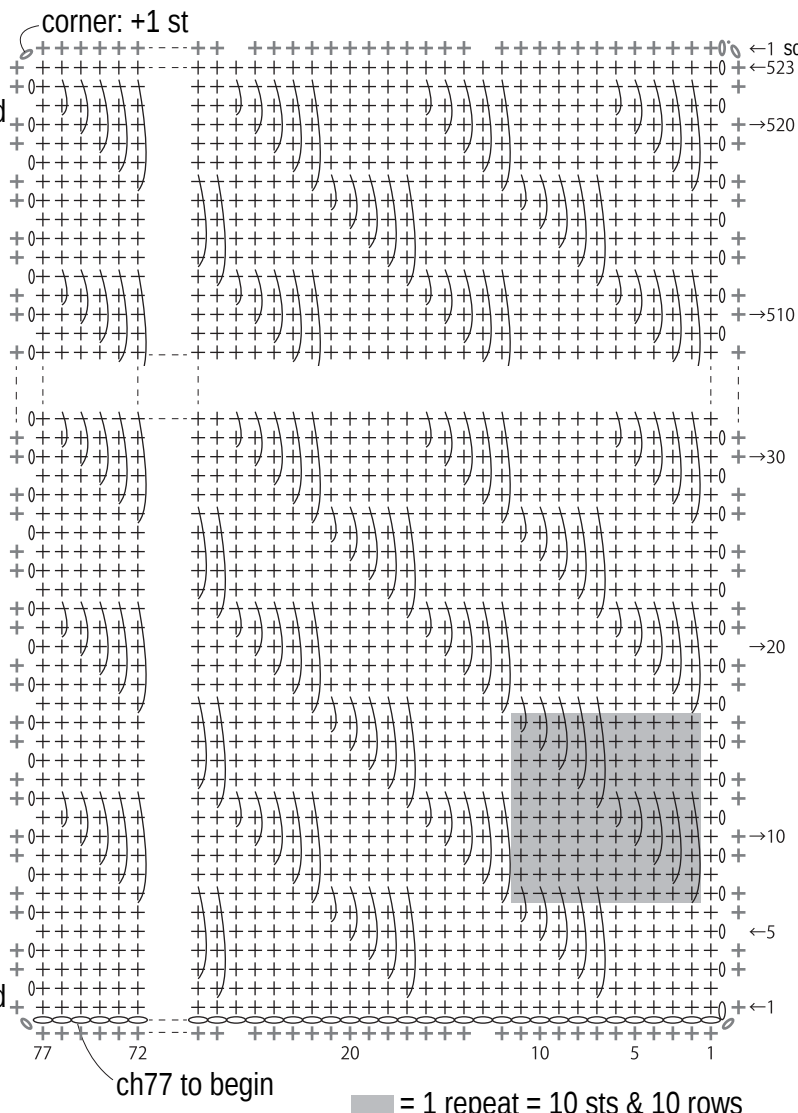 corner: +1 st
←1
←523
→520
→510
→30
→20
→10
←5
←1
77 72 20 10 5 1
ch77 to begin
= 1 repeat = 10 sts & 10 rows